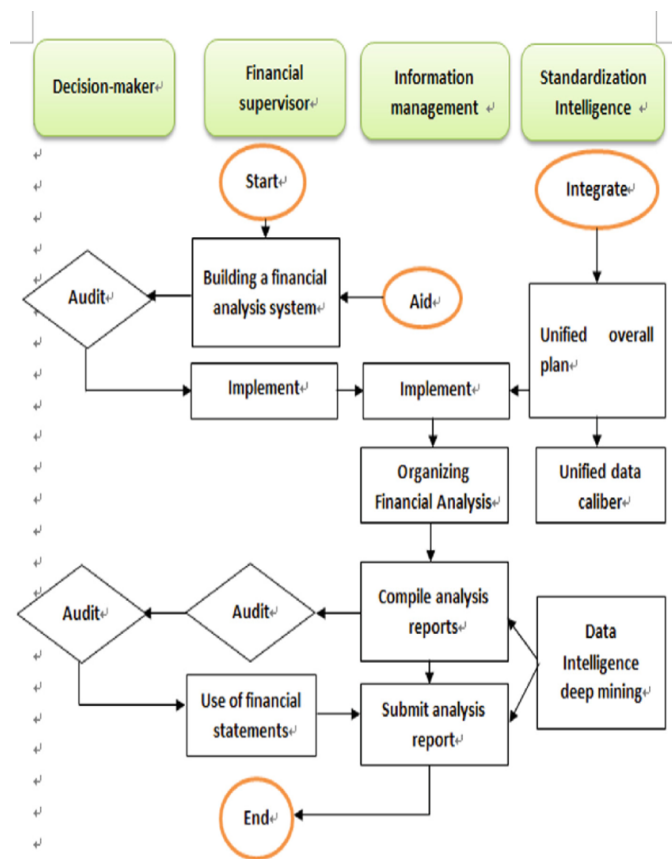 Decision-maker↵
Financial
supervisor↵
Information
management↵
Standardization
Intelligence ↵
Start↵
Integrate↵
Building a financial
analysis system↵
Audit↵
Aid↵
Unified overall
plan↵
Implement↵
Implement↵
Organizing
Financial Analysis↵
Unified data
caliber↵
Compile analysis
reports↵
Audit↵
Audit↵
Data
Intelligence
deep mining↵
Use of financial
statements↵
Submit analysis
report↵
End↵